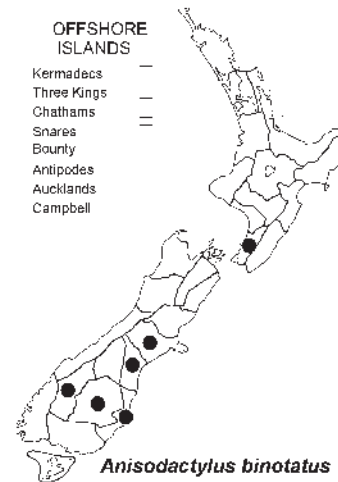 OFFSHORE
ISLANDS
Kermadecs
Three Kings
Chathams
Snares
Bounty
Antipodes
Aucklands
Campbell
Anisodactylus binotatus